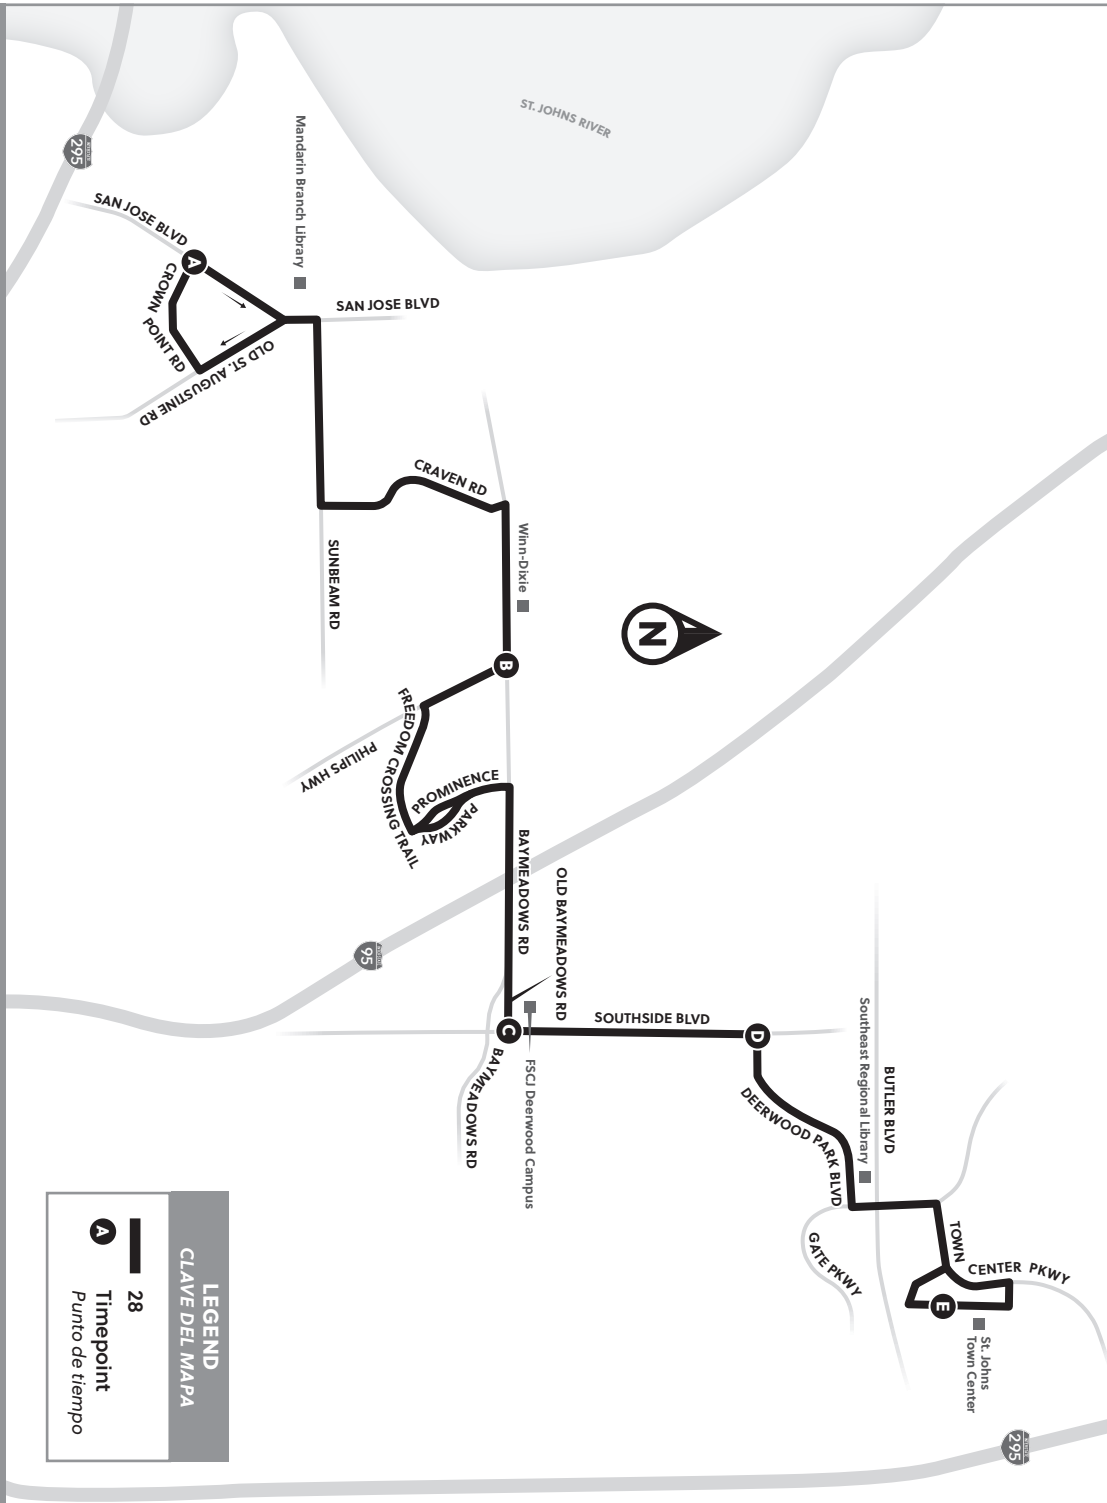 ST. JOHNS RIVER
INTERSTATE
295
SAN JOSE BLVD
Mandarin Branch Library
A
CROWN
POINT RD
OLD ST. AUGUSTINE RD
SAN JOSE BLVD
CRAVEN RD
SUNBEAM RD
Winn-Dixie
N
B
FREEDOM CROSSING TRAIL
PHILIPS HWY
PROMINENCE
PARKWAY
BAYMEADOWS RD
OLD BAYMEADOWS RD
95
C
SOUTHSIDE BLVD
D
BAYMEADOWS RD
FSCJ Deerwood Campus
DEERWOOD PARK BLVD
Southeast Regional Library
BUTLER BLVD
GATE PKWY
TOWN
CENTER PKWY
E
St. Johns
Town Center
295
LEGEND
CLAVE DEL MAPA
28
A
Timepoint
Punto de tiempo